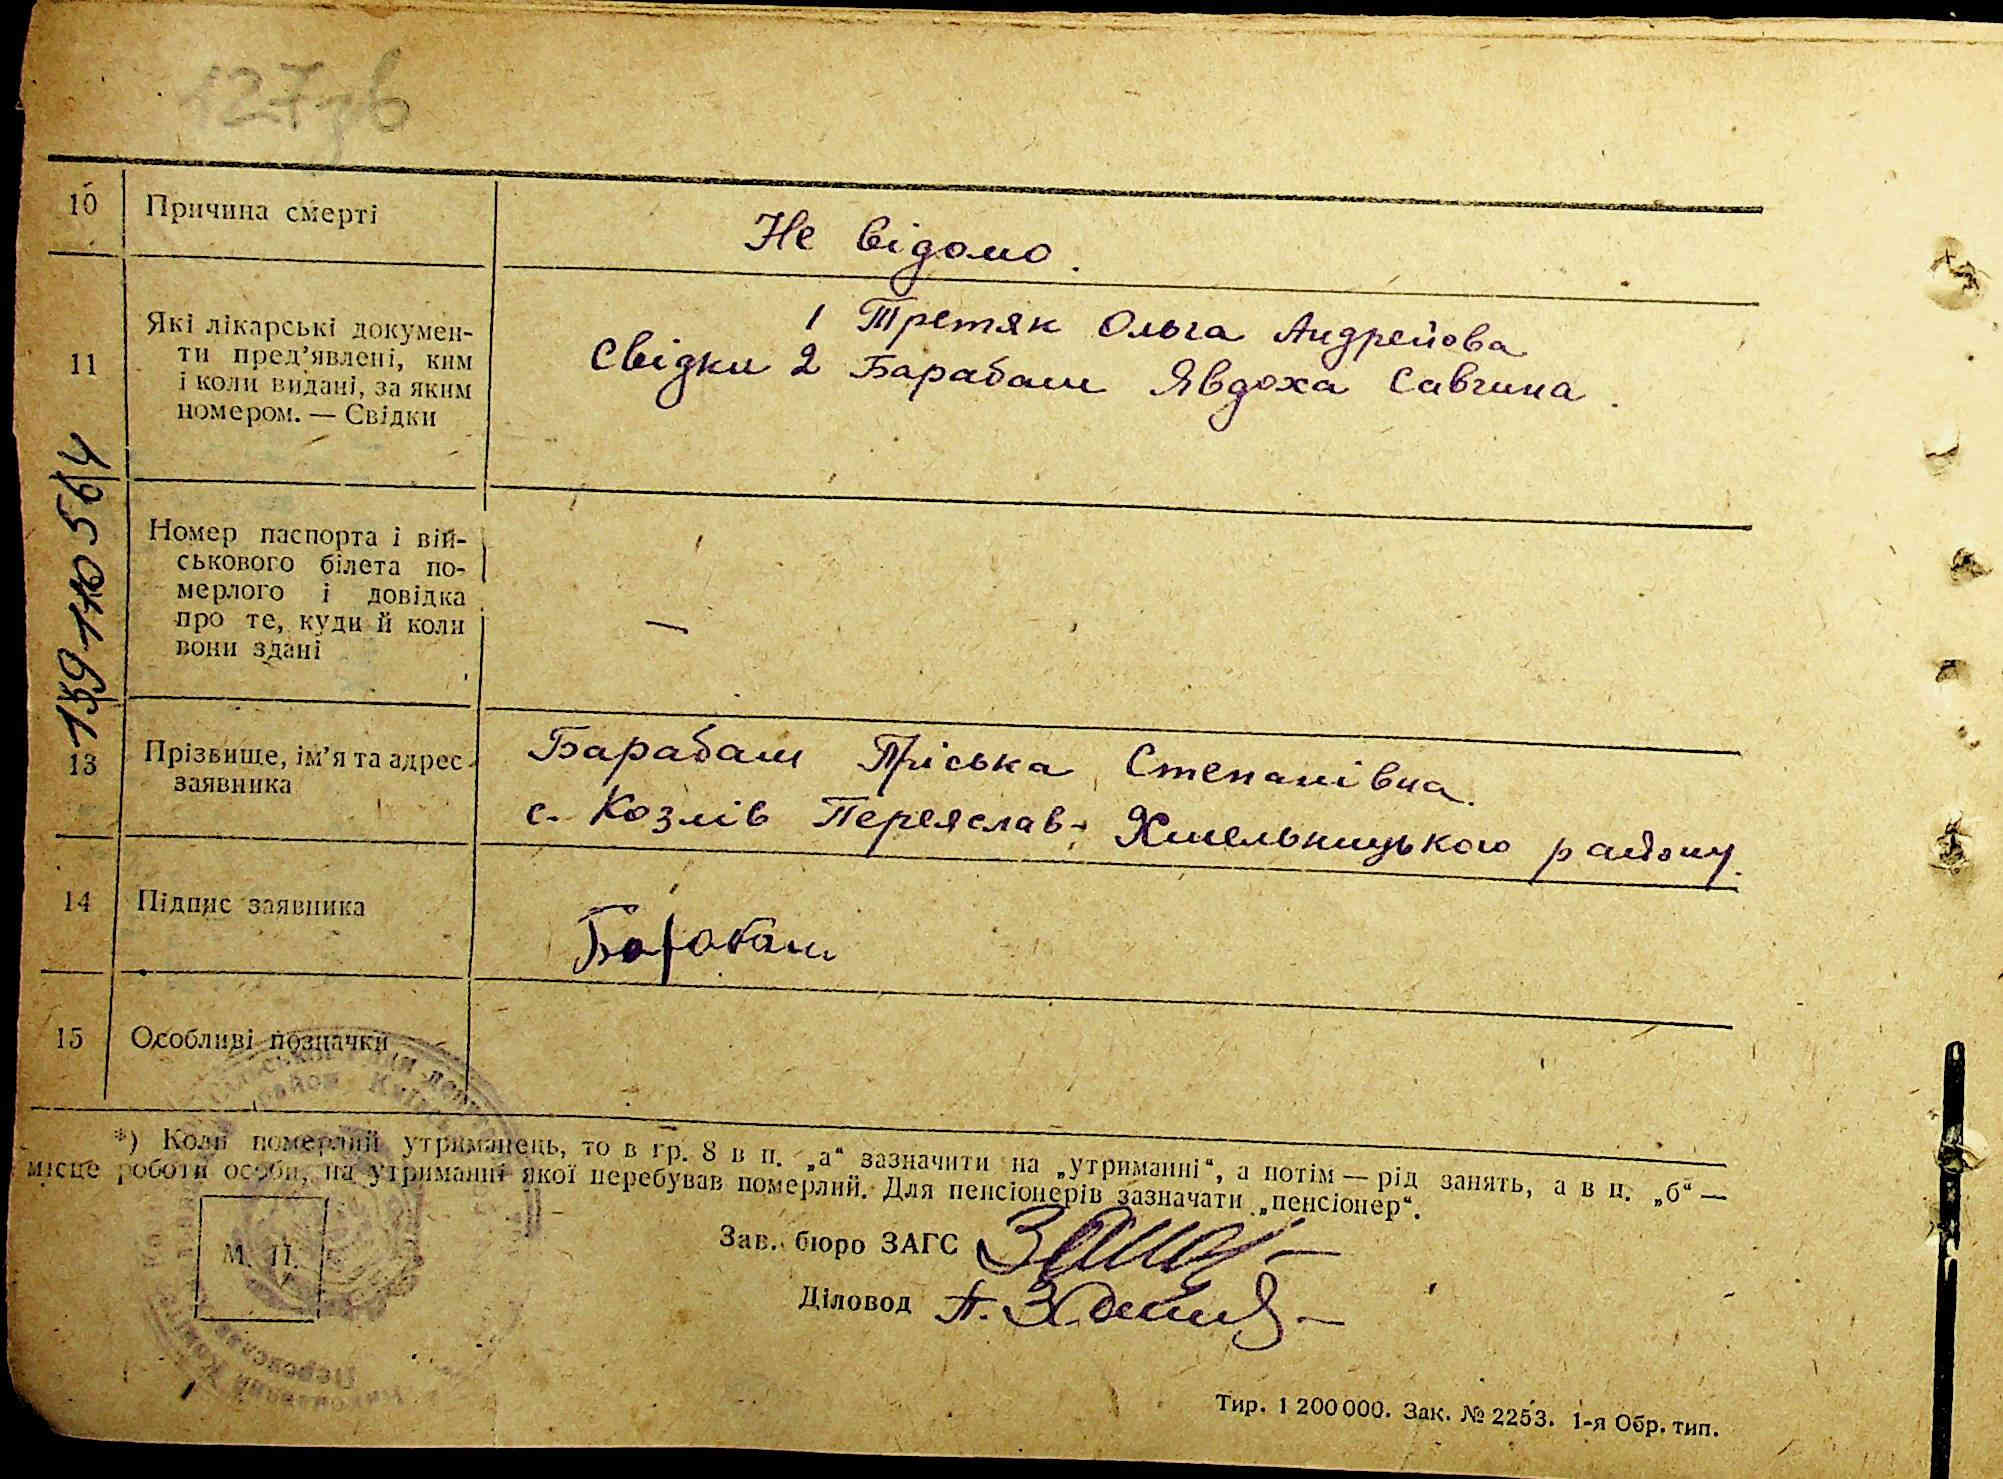 127зв
10 Причина смерті
Не відомо.
11 Які лікарські докумен-
ти пред’явлені, ким
і коли видані, за яким
номером. — Свідки
1 Третяк Ольга Андрейова
Свідки 2 Барабаш Явдоха Савгина.
Номер паспорта і вій-
ськового білета по-
мерлого і довідка
про те, куди й коли
вони здані
—
13 Прізвище, ім’я та адрес
заявника
Барабаш Пріська Степанівна.
с. Козлів Переяслав-Хмельницького району.
14 Підпис заявника
Барабаш
15 Особливі позначки
*) Коли померлий утриманець, то в гр. 8 в п. „а“ зазначити на „утриманні“, а потім — рід занять, а в п. „б“ —
місце роботи особи, на утриманні якої перебував померлий. Для пенсіонерів зазначати „пенсіонер“.
Зав. бюро ЗАГС
М. П.
Діловод
Тир. 1 200 000. Зак. № 2253. 1-я Обр. тип.